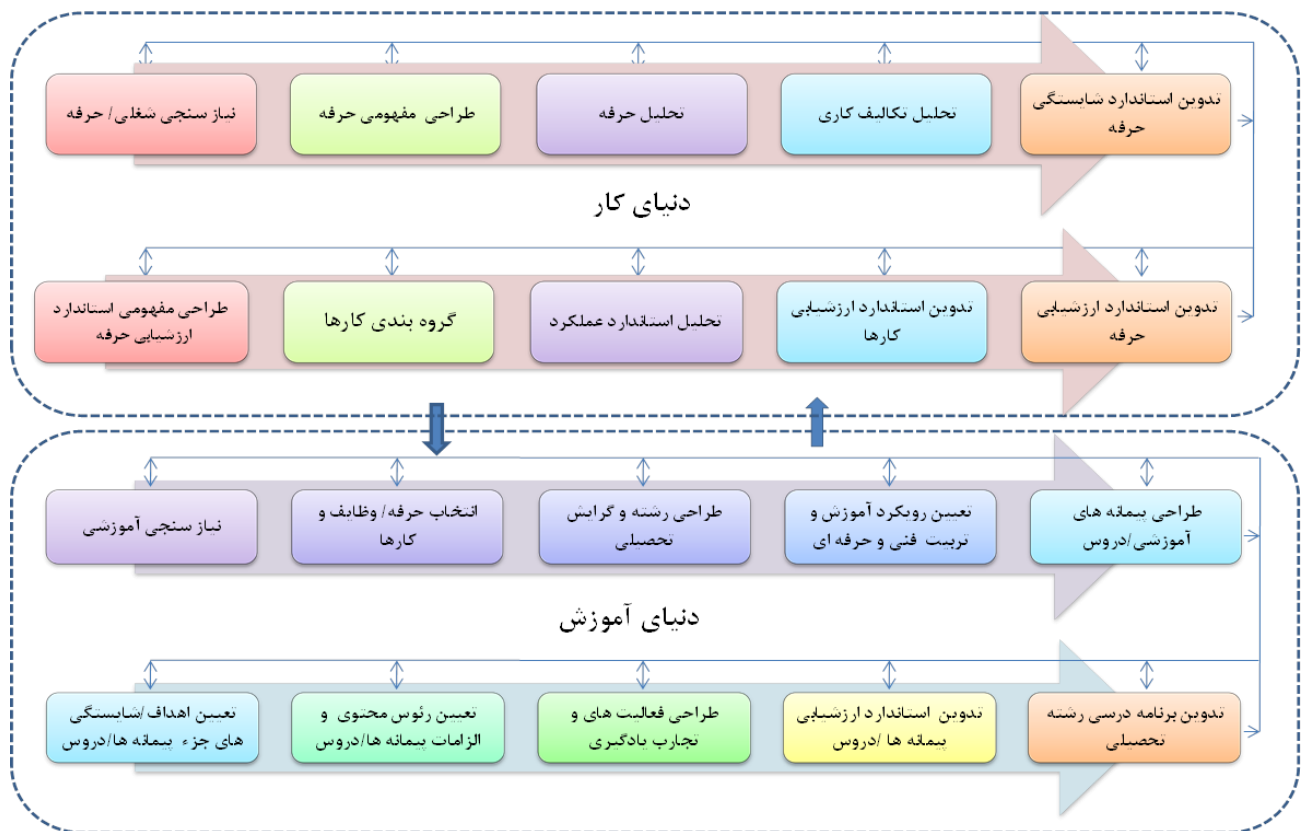 نیاز سنجی شغلی/ حرفه
طراحی مفهومی حرفه
تحلیل حرفه
تحلیل تکالیف کاری
تدوین استاندارد شایستگی
حرفه
دنیای کار
طراحی مفهومی استاندارد
ارزشیابی حرفه
گروه بندی کارها
تحلیل استاندارد عملکرد
تدوین استاندارد ارزشیابی
کارها
تدوین استاندارد ارزشیابی
حرفه
نیاز سنجی آموزشی
انتخاب حرفه/ وظایف و
کارها
طراحی رشته و گرایش
تحصیلی
تعیین رویکرد آموزش و
تربیت فنی و حرفه ای
طراحی پیمانه های
آموزشی/دروس
دنیای آموزش
تعیین اهداف/شایستگی
های جزء پیمانه ها/دروس
تعیین رئوس محتوی و
الزامات پیمانه ها/دروس
طراحی فعالیت های و
تجارب یادگیری
تدوین استاندارد ارزشیابی
پیمانه ها /دروس
تدوین برنامه درسی رشته
تحصیلی